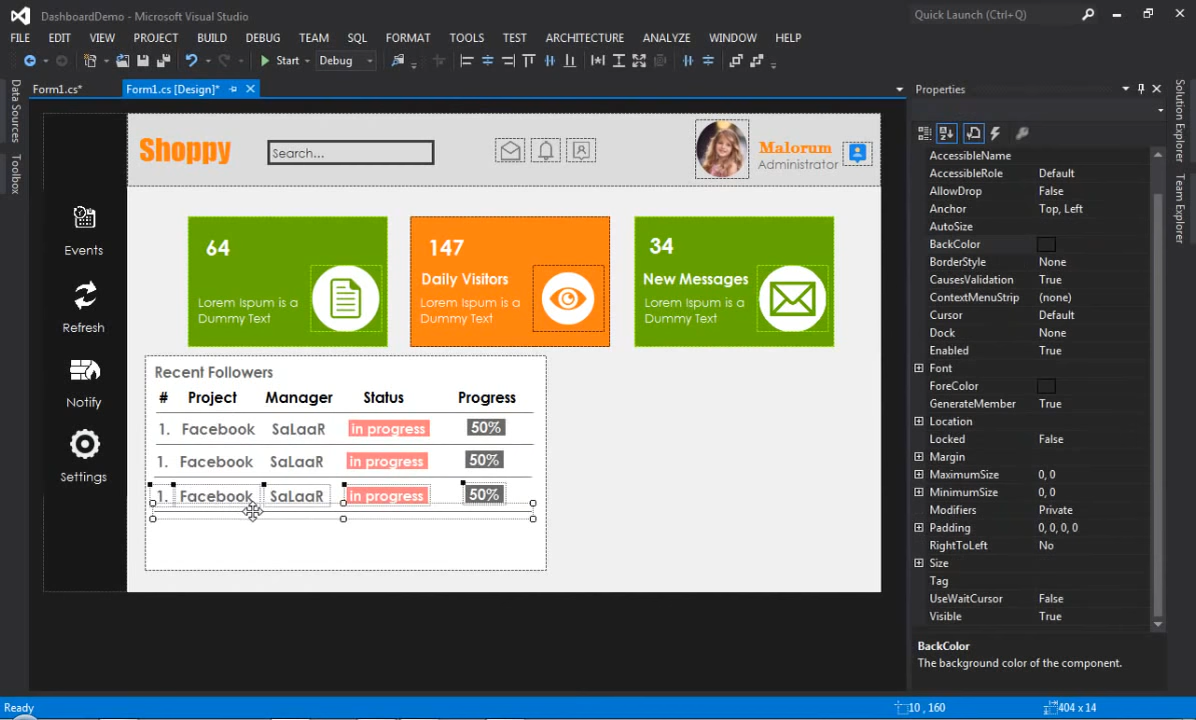 DashboardDemo - Microsoft Visual Studio
Quick Launch (Ctrl+Q)
FILE EDIT VIEW PROJECT BUILD DEBUG TEAM SQL FORMAT TOOLS TEST ARCHITECTURE ANALYZE WINDOW HELP
Start Debug
Form1.cs* Form1.cs [Design]*
Data Sources
Toolbox
Shoppy
Search...
Malorum
Administrator
Events
Refresh
Notify
Settings
64
Lorem Ispum is a
Dummy Text
147
Daily Visitors
Lorem Ispum is a
Dummy Text
34
New Messages
Lorem Ispum is a
Dummy Text
Recent Followers
# Project Manager Status Progress
1. Facebook SaLaaR in progress 50%
1. Facebook SaLaaR in progress 50%
1. Facebook SaLaaR in progress 50%
Properties
AccessibleName
AccessibleRole Default
AllowDrop False
Anchor Top, Left
AutoSize
BackColor
BorderStyle None
CausesValidation True
ContextMenuStrip (none)
Cursor Default
Dock None
Enabled True
Font
ForeColor
GenerateMember True
Location
Locked False
Margin
MaximumSize 0, 0
MinimumSize 0, 0
Modifiers Private
Padding 0, 0, 0, 0
RightToLeft No
Size
Tag
UseWaitCursor False
Visible True
BackColor
The background color of the component.
Solution Explorer
Team Explorer
Ready
10 , 160
404 x 14